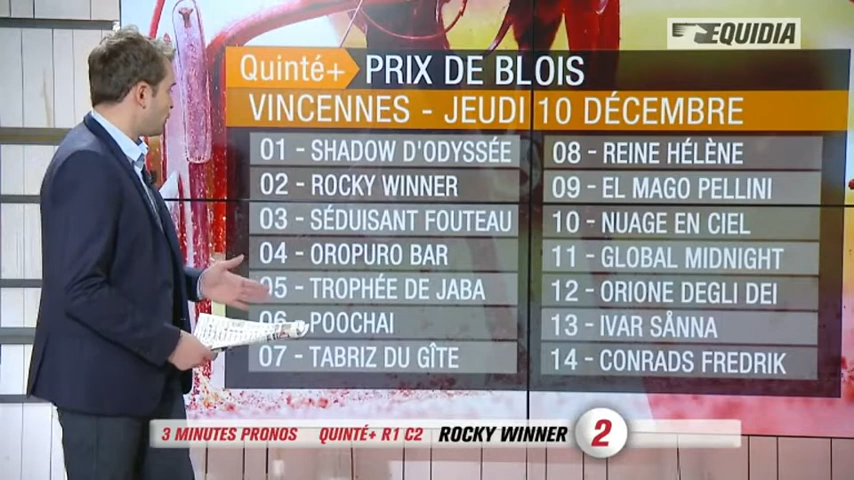 EQUIDIA
Quinté+ PRIX DE BLOIS
VINCENNES - JEUDI 10 DÉCEMBRE
01 - SHADOW D'ODYSSÉE
02 - ROCKY WINNER
03 - SÉDUISANT FOUTEAU
04 - OROPURO BAR
05 - TROPHÉE DE JABA
06 - POOCHAI
07 - TABRIZ DU GÎTE
08 - REINE HÉLÈNE
09 - EL MAGO PELLINI
10 - NUAGE EN CIEL
11 - GLOBAL MIDNIGHT
12 - ORIONE DEGLI DEI
13 - IVAR SÅNNA
14 - CONRADS FREDRIK
3 MINUTES PRONOS QUINTÉ+ R1 C2 ROCKY WINNER 2